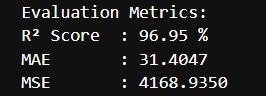 Evaluation Metrics:
R² Score : 96.95 %
MAE : 31.4047
MSE : 4168.9350